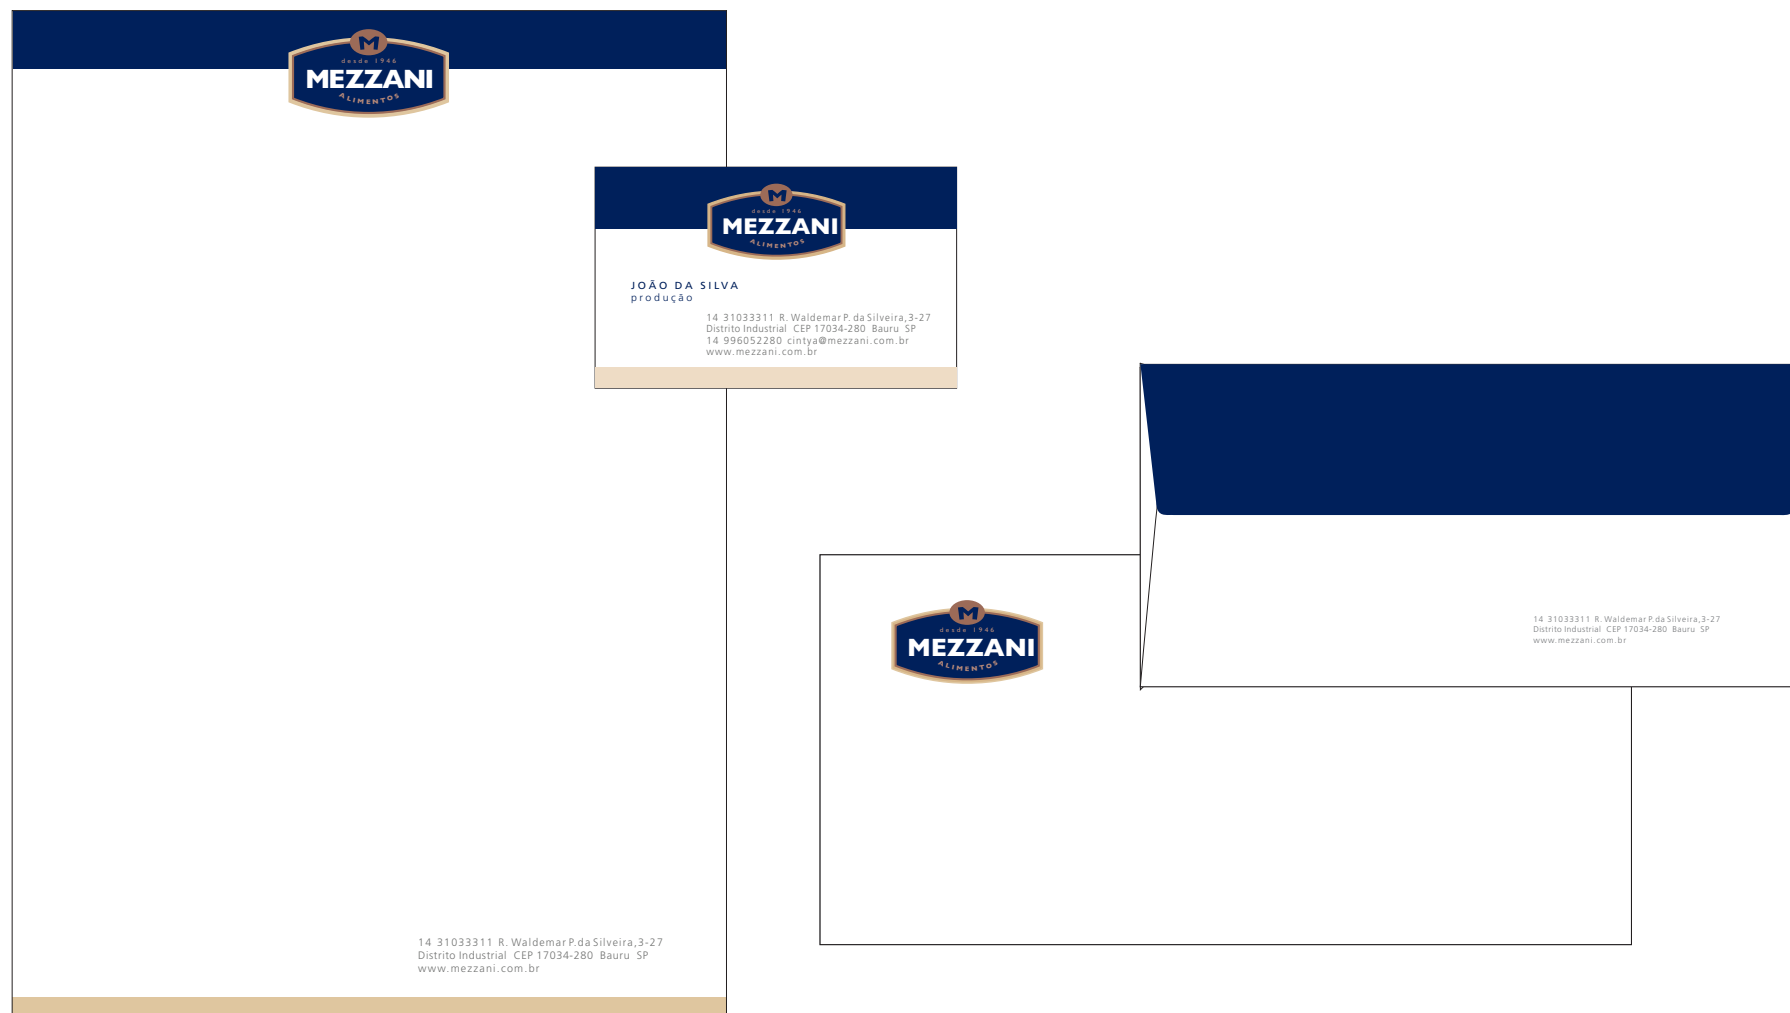 M
desde 1946
MEZZANI
ALIMENTOS
14 31033311 R. Waldemar P. da Silveira, 3-27
Distrito Industrial CEP 17034-280 Bauru SP
www.mezzani.com.br
M
desde 1946
MEZZANI
ALIMENTOS
JOÃO DA SILVA
produção
14 31033311 R. Waldemar P. da Silveira, 3-27
Distrito Industrial CEP 17034-280 Bauru SP
14 996052280 cintya@mezzani.com.br
www.mezzani.com.br
M
desde 1946
MEZZANI
ALIMENTOS
14 31033311 R. Waldemar P. da Silveira, 3-27
Distrito Industrial CEP 17034-280 Bauru SP
www.mezzani.com.br